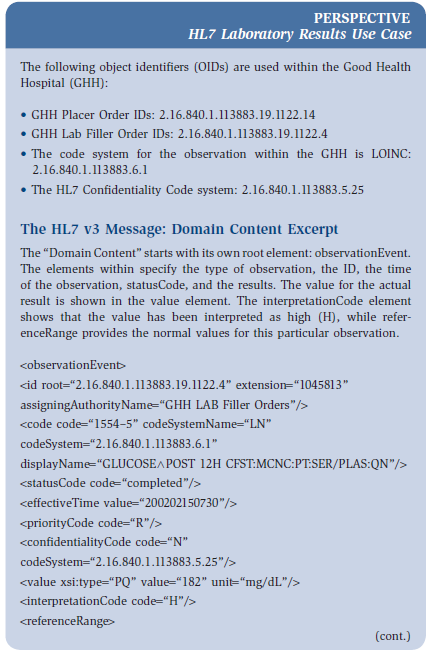 PERSPECTIVE
HL7 Laboratory Results Use Case
The following object identifiers (OIDs) are used within the Good Health
Hospital (GHH):
• GHH Placer Order IDs: 2.16.840.1.113883.19.1122.14
• GHH Lab Filler Order IDs: 2.16.840.1.113883.19.1122.4
• The code system for the observation within the GHH is LOINC:
2.16.840.1.113883.6.1
• The HL7 Confidentiality Code system: 2.16.840.1.113883.5.25
The HL7 v3 Message: Domain Content Excerpt
The “Domain Content” starts with its own root element: observationEvent.
The elements within specify the type of observation, the ID, the time
of the observation, statusCode, and the results. The value for the actual
result is shown in the value element. The interpretationCode element
shows that the value has been interpreted as high (H), while refer-
enceRange provides the normal values for this particular observation.
<observationEvent>
<id root=“2.16.840.1.113883.19.1122.4” extension=“1045813”
assigningAuthorityName=“GHH LAB Filler Orders”/>
<code code=“1554–5” codeSystemName=“LN”
codeSystem=“2.16.840.1.113883.6.1”
displayName=“GLUCOSE∧POST 12H CFST:MCNC:PT:SER/PLAS:QN”/>
<statusCode code=“completed”/>
<effectiveTime value=“200202150730”/>
<priorityCode code=“R”/>
<confidentialityCode code=“N”
codeSystem=“2.16.840.1.113883.5.25”/>
<value xsi:type=“PQ” value=“182” unit=“mg/dL”/>
<interpretationCode code=“H”/>
<referenceRange>
(cont.)